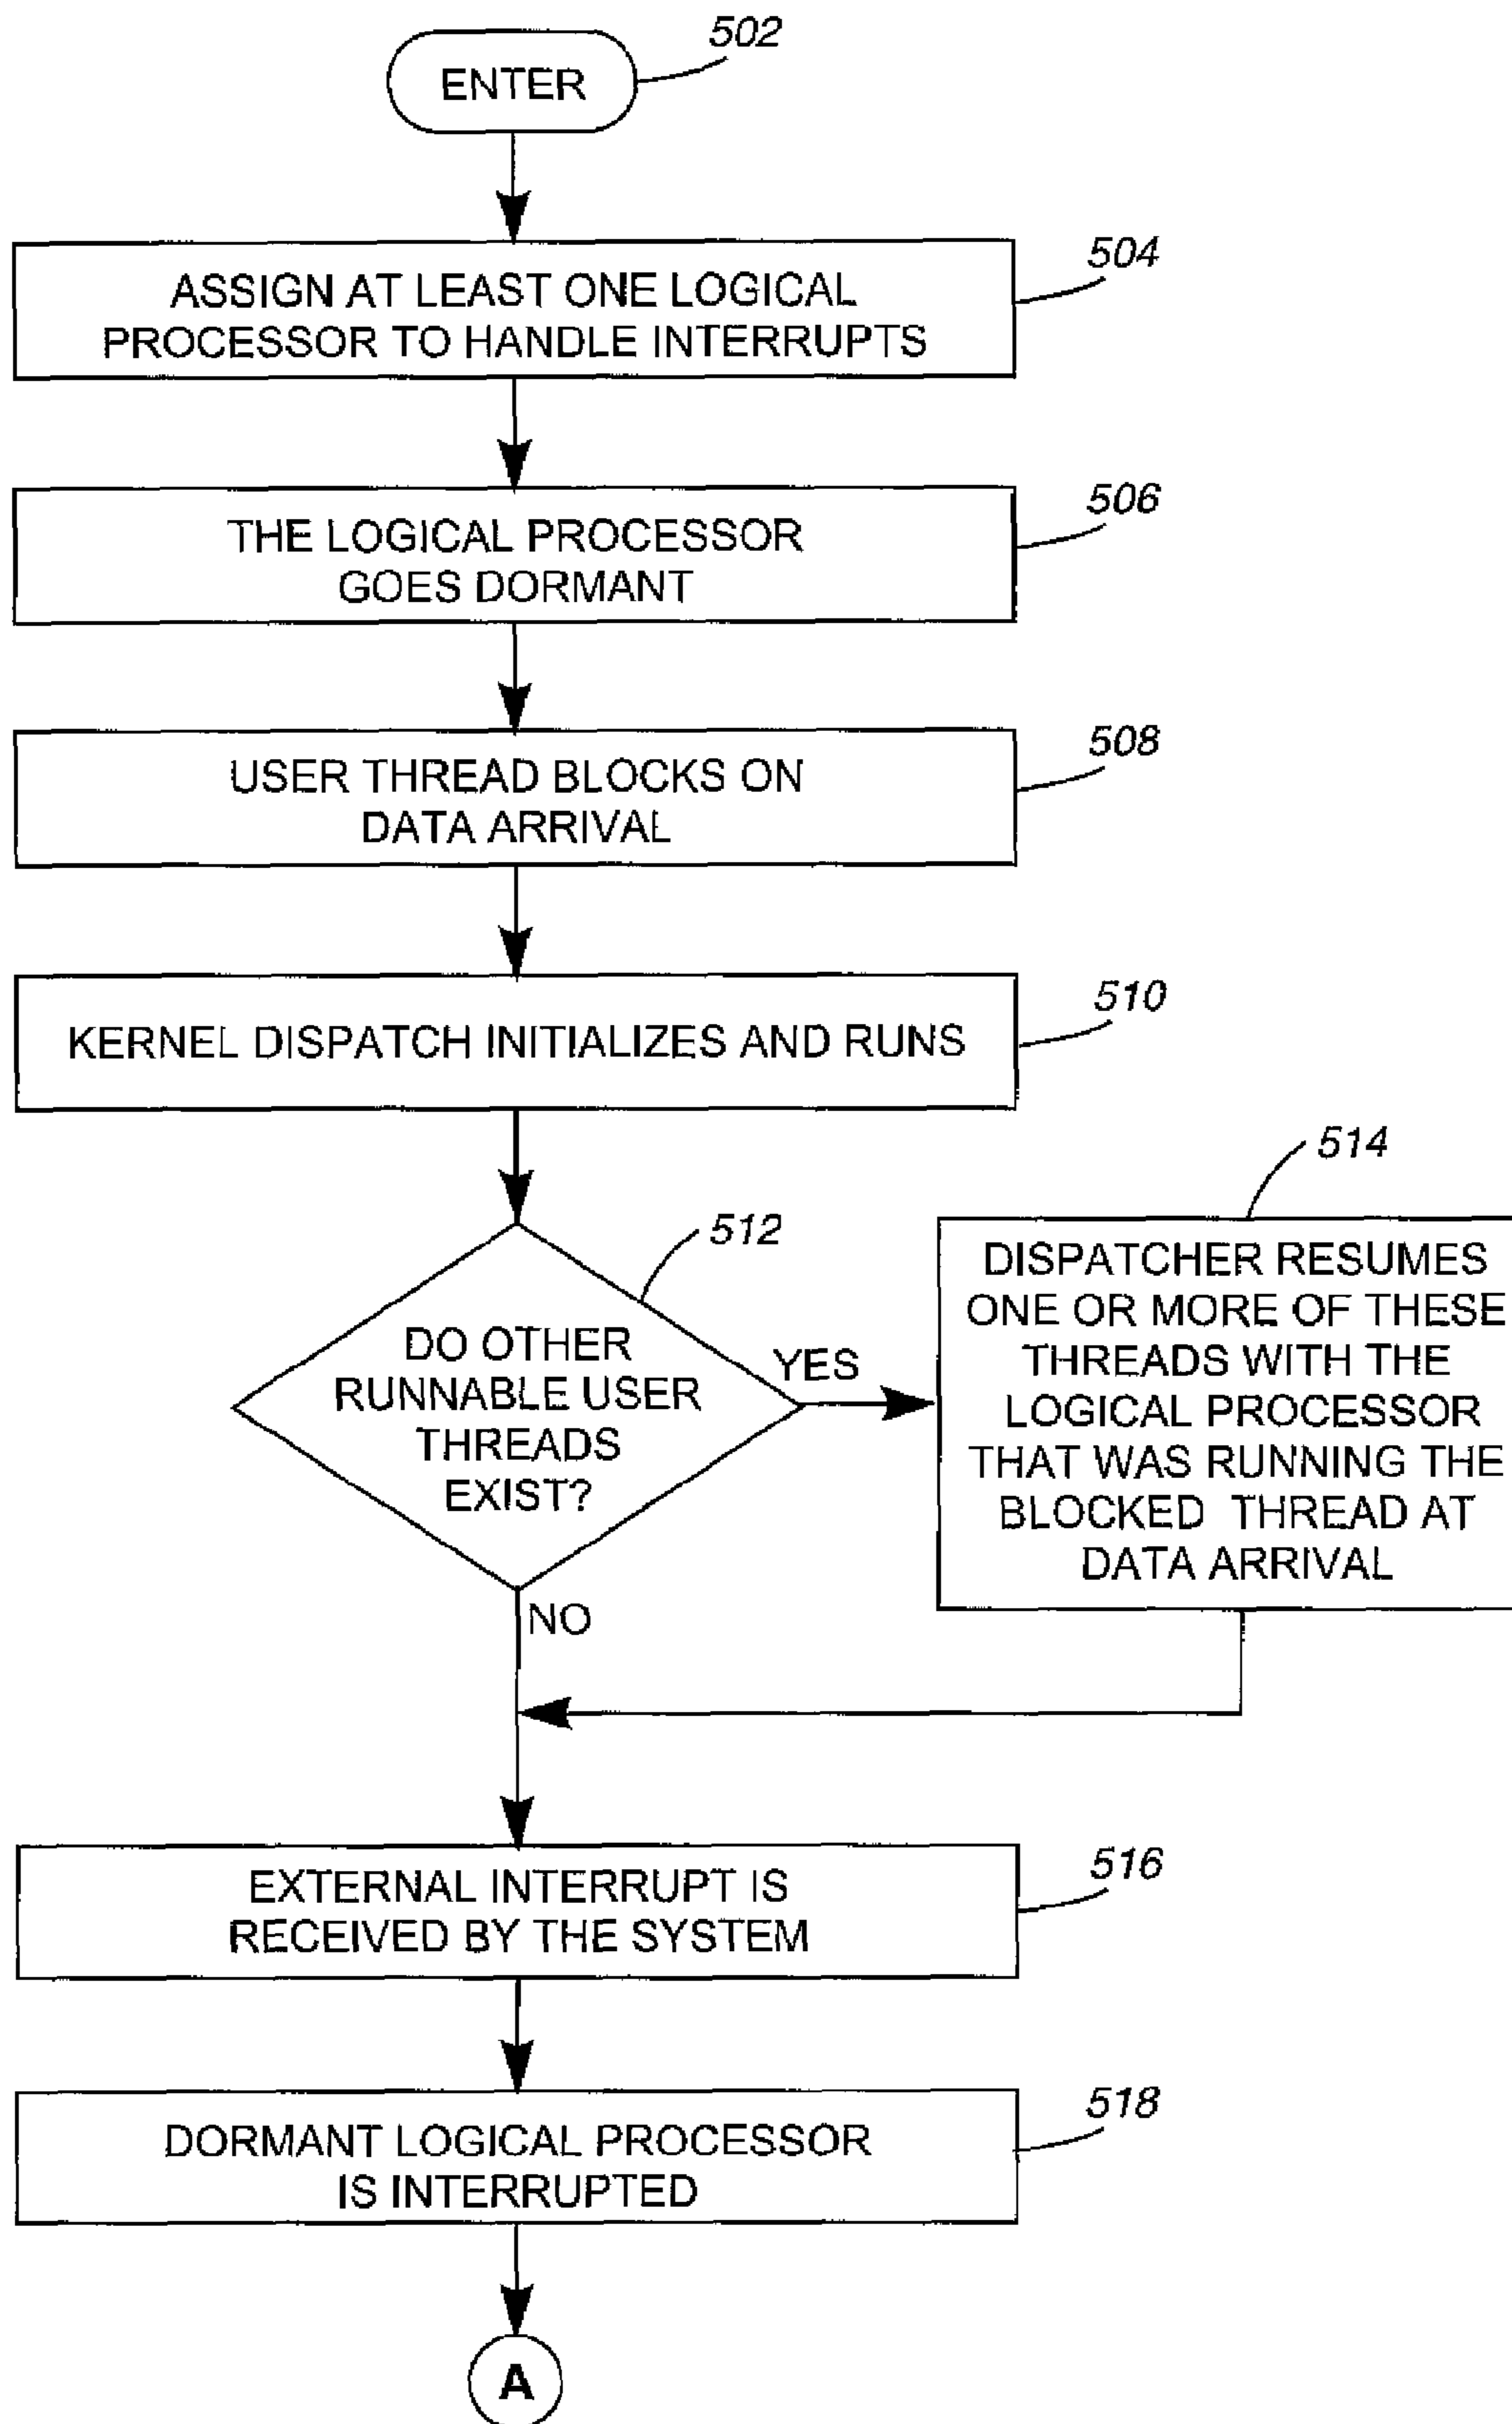 502
ENTER
504
ASSIGN AT LEAST ONE LOGICAL
PROCESSOR TO HANDLE INTERRUPTS
506
THE LOGICAL PROCESSOR
GOES DORMANT
508
USER THREAD BLOCKS ON
DATA ARRIVAL
510
KERNEL DISPATCH INITIALIZES AND RUNS
512
DO OTHER
RUNNABLE USER
THREADS
EXIST?
YES
514
DISPATCHER RESUMES
ONE OR MORE OF THESE
THREADS WITH THE
LOGICAL PROCESSOR
THAT WAS RUNNING THE
BLOCKED THREAD AT
DATA ARRIVAL
NO
516
EXTERNAL INTERRUPT IS
RECEIVED BY THE SYSTEM
518
DORMANT LOGICAL PROCESSOR
IS INTERRUPTED
A